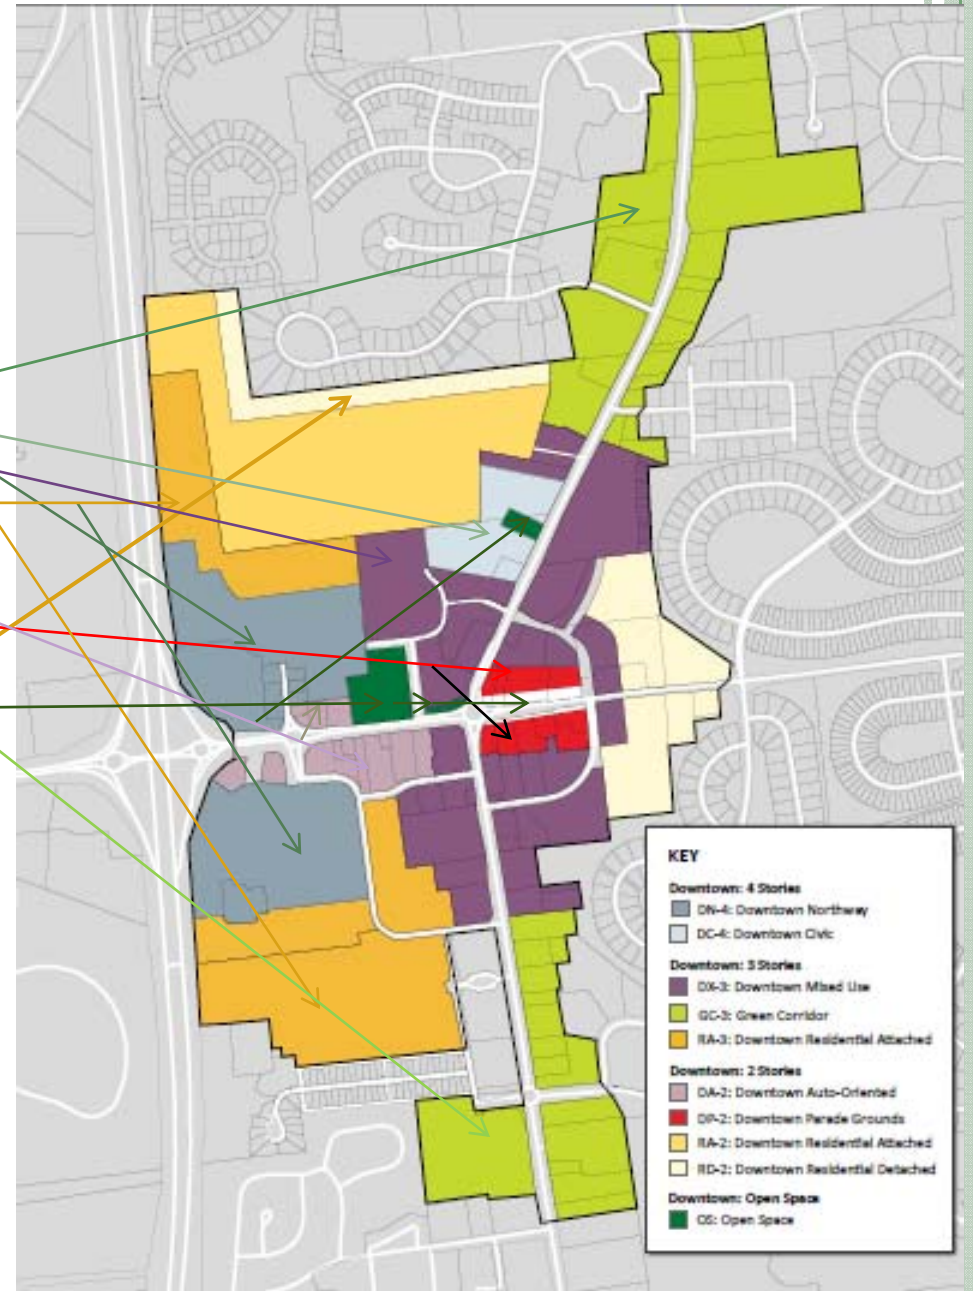 KEY
Downtown: 4 Stories
DN-4: Downtown Northway
DC-4: Downtown Civic
Downtown: 3 Stories
DX-3: Downtown Mixed Use
GC-3: Green Corridor
RA-3: Downtown Residential Attached
Downtown: 2 Stories
DA-2: Downtown Auto-Oriented
DP-2: Downtown Parade Grounds
RA-2: Downtown Residential Attached
RD-2: Downtown Residential Detached
Downtown: Open Space
OS: Open Space